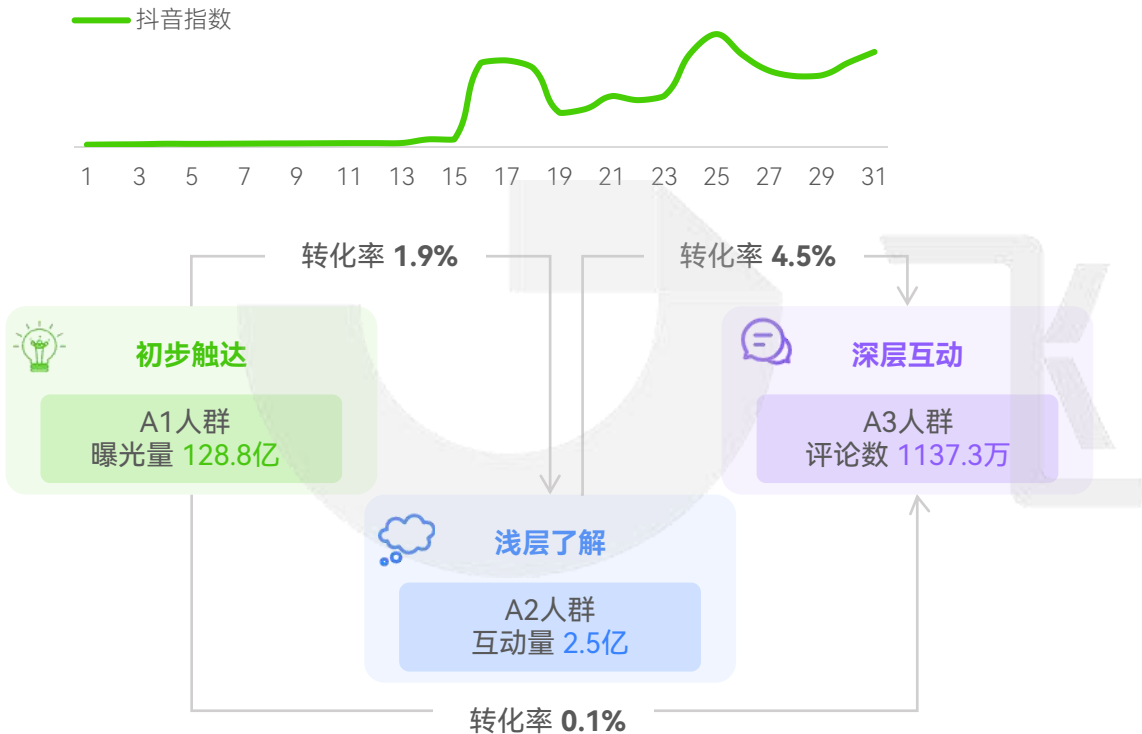 抖音指数
1 3 5 7 9 11 13 15 17 19 21 23 25 27 29 31
转化率 1.9%
转化率 4.5%
初步触达
A1人群
曝光量 128.8亿
深层互动
A3人群
评论数 1137.3万
浅层了解
A2人群
互动量 2.5亿
转化率 0.1%